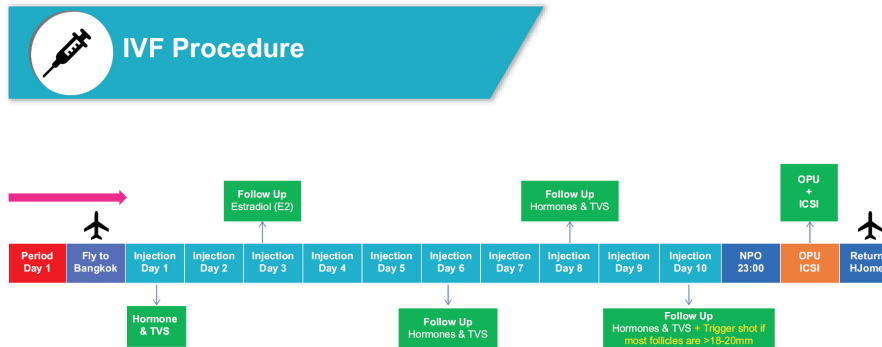 IVF Procedure
Follow Up
Estradiol (E2)
Follow Up
Hormones & TVS
OPU
+
ICSI
Period
Day 1
Fly to
Bangkok
Injection
Day 1
Injection
Day 2
Injection
Day 3
Injection
Day 4
Injection
Day 5
Injection
Day 6
Injection
Day 7
Injection
Day 8
Injection
Day 9
Injection
Day 10
NPO
23:00
OPU
ICSI
Return
HJome
Hormone
& TVS
Follow Up
Hormones & TVS
Follow Up
Hormones & TVS + Trigger shot if
most follicles are >18-20mm